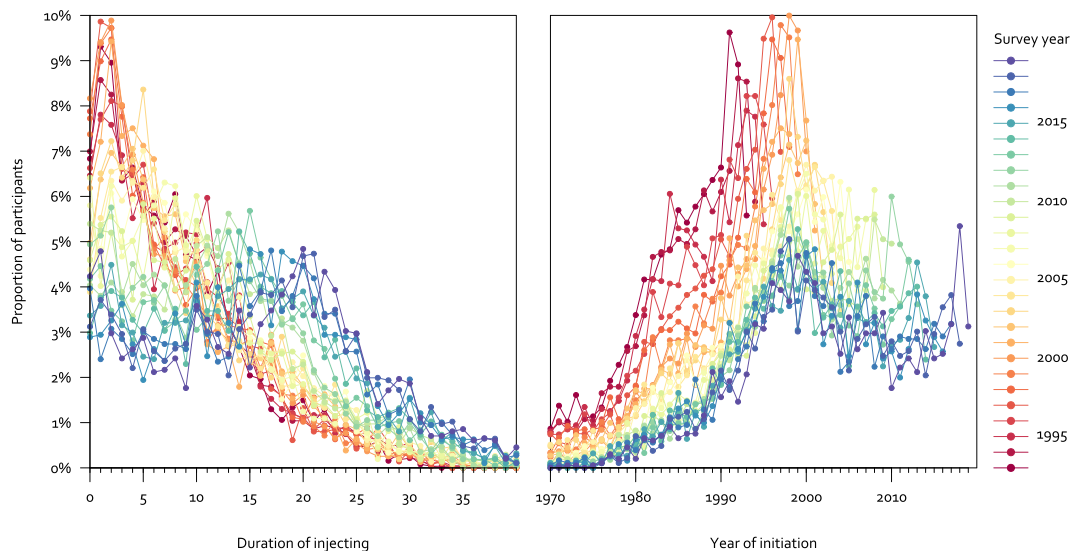 10%
9%
8%
7%
6%
5%
4%
3%
2%
1%
0%
Proportion of participants
0 5 10 15 20 25 30 35
Duration of injecting
1970 1980 1990 2000 2010
Year of initiation
Survey year
2015
2010
2005
2000
1995